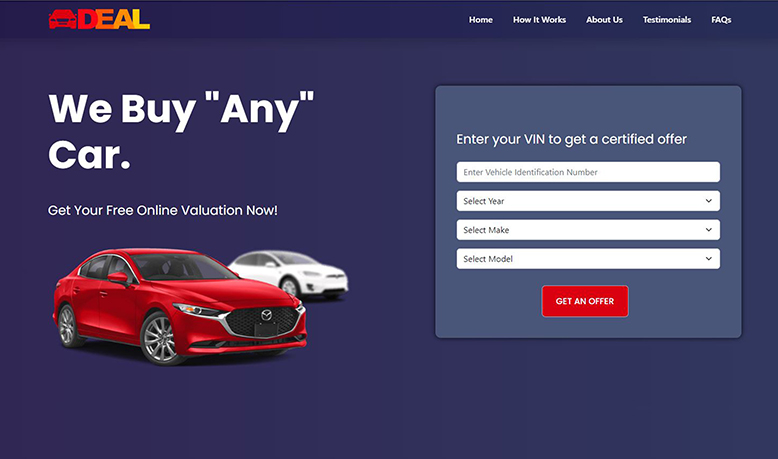 DEAL
Home How It Works About Us Testimonials FAQs
We Buy "Any"
Car.
Get Your Free Online Valuation Now!
Enter your VIN to get a certified offer
Enter Vehicle Identification Number
Select Year
Select Make
Select Model
GET AN OFFER